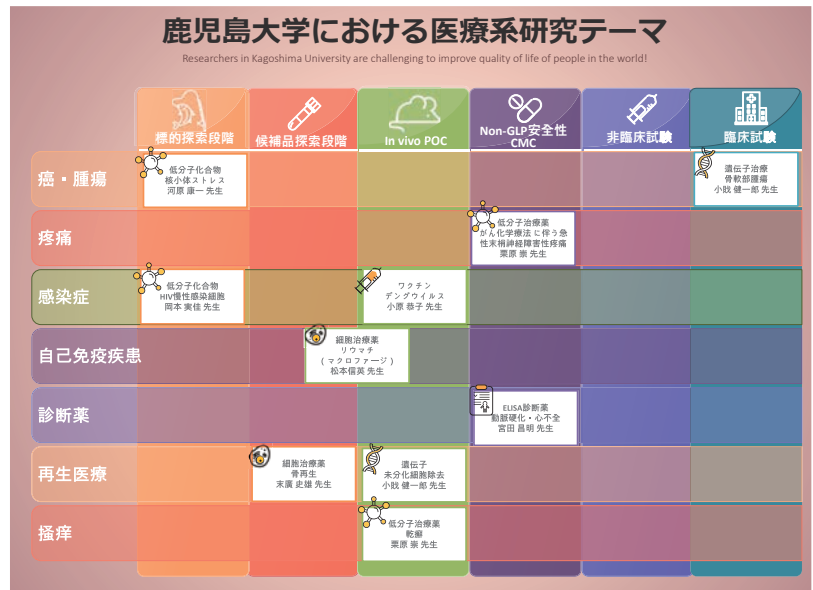 鹿児島大学における医療系研究テーマ
Researchers in Kagoshima University are challenging to improve quality of life of people in the world!
標的探索段階
候補品探索段階
In vivo POC
Non-GLP安全性
CMC
非臨床試験
臨床試験
癌・腫瘍
低分子化合物
核小体ストレス
河原 康一 先生
遺伝子治療
骨軟部腫瘍
小戝 健一郎 先生
疼痛
低分子治療薬
がん化学療法 に伴う急
性末梢神経障害性疼痛
栗原 崇 先生
感染症
低分子化合物
HIV慢性感染細胞
岡本 実佳 先生
ワクチン
デングウイルス
小原 恭子 先生
自己免疫疾患
細胞治療薬
リウマチ
(マクロファージ)
松本信英 先生
診断薬
ELISA診断薬
動脈硬化・心不全
宮田 昌明 先生
再生医療
細胞治療薬
骨再生
末廣 史雄 先生
遺伝子
未分化細胞除去
小戝 健一郎 先生
掻痒
低分子治療薬
乾癬
栗原 崇 先生